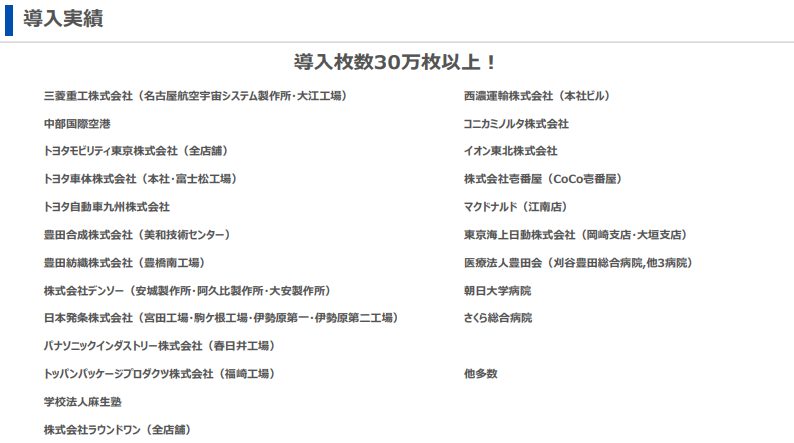 導入実績
導入枚数30万枚以上！
三菱重工株式会社（名古屋航空宇宙システム製作所･大江工場）
中部国際空港
トヨタモビリティ東京株式会社（全店舗）
トヨタ車体株式会社（本社･富士松工場）
トヨタ自動車九州株式会社
豊田合成株式会社（美和技術センター）
豊田紡織株式会社（豊橋南工場）
株式会社デンソー（安城製作所･阿久比製作所･大安製作所）
日本発条株式会社（宮田工場･駒ケ根工場･伊勢原第一･伊勢原第二工場）
パナソニックインダストリー株式会社（春日井工場）
トッパンパッケージプロダクツ株式会社（福崎工場）
学校法人麻生塾
株式会社ラウンドワン（全店舗）
西濃運輸株式会社（本社ビル）
コニカミノルタ株式会社
イオン東北株式会社
株式会社壱番屋（CoCo壱番屋）
マクドナルド（江南店）
東京海上日動株式会社（岡崎支店･大垣支店）
医療法人豊田会（刈谷豊田総合病院,他3病院）
朝日大学病院
さくら総合病院
他多数